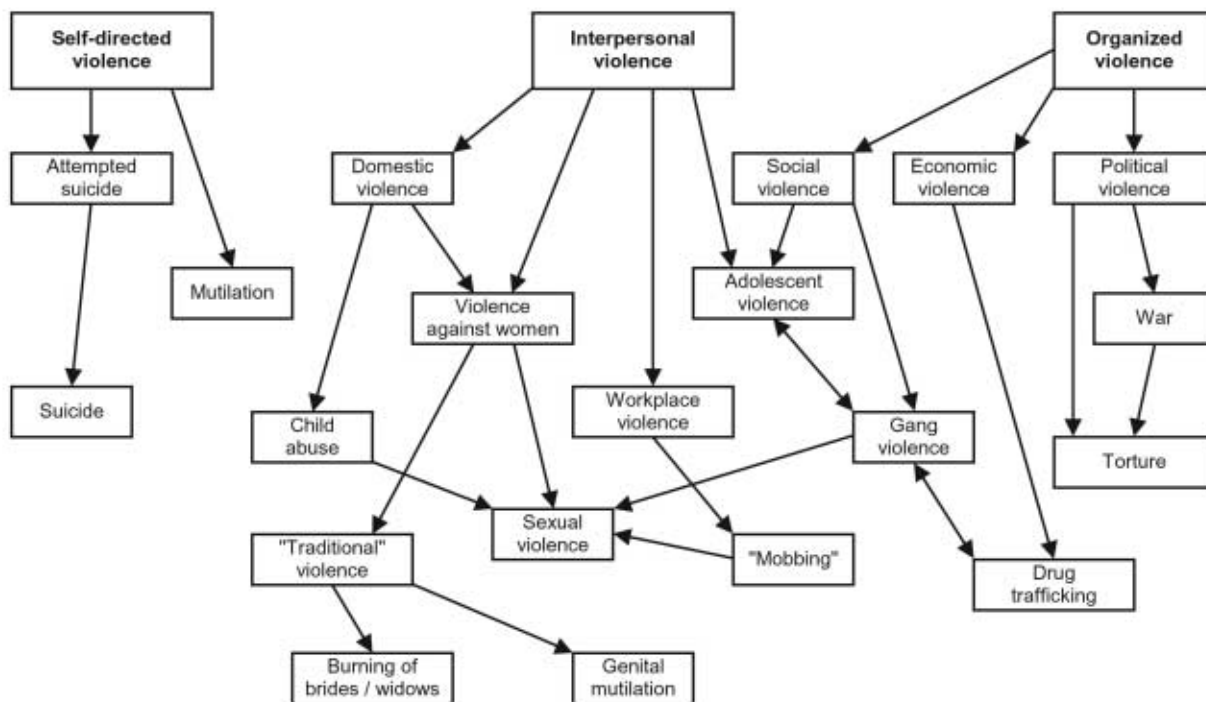 Self-directed
violence
Interpersonal
violence
Organized
violence
Attempted
suicide
Domestic
violence
Social
violence
Economic
violence
Political
violence
Mutilation
Violence
against women
Adolescent
violence
War
Suicide
Child
abuse
Workplace
violence
Gang
violence
Torture
"Traditional"
violence
Sexual
violence
"Mobbing"
Drug
trafficking
Burning of
brides / widows
Genital
mutilation